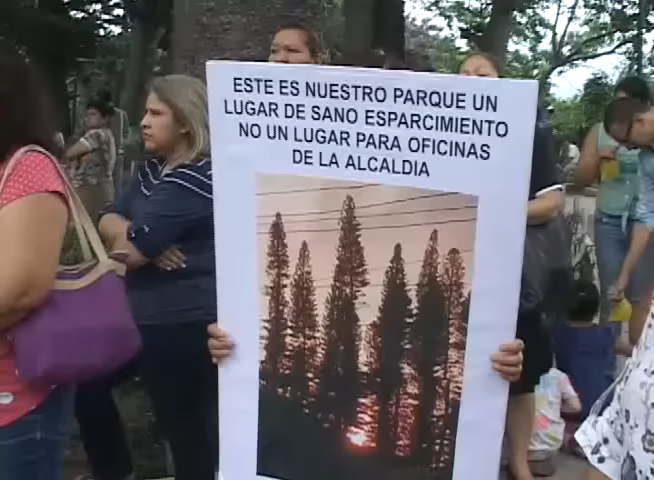 ESTE ES NUESTRO PARQUE UN
LUGAR DE SANO ESPARCIMIENTO
NO UN LUGAR PARA OFICINAS
DE LA ALCALDIA